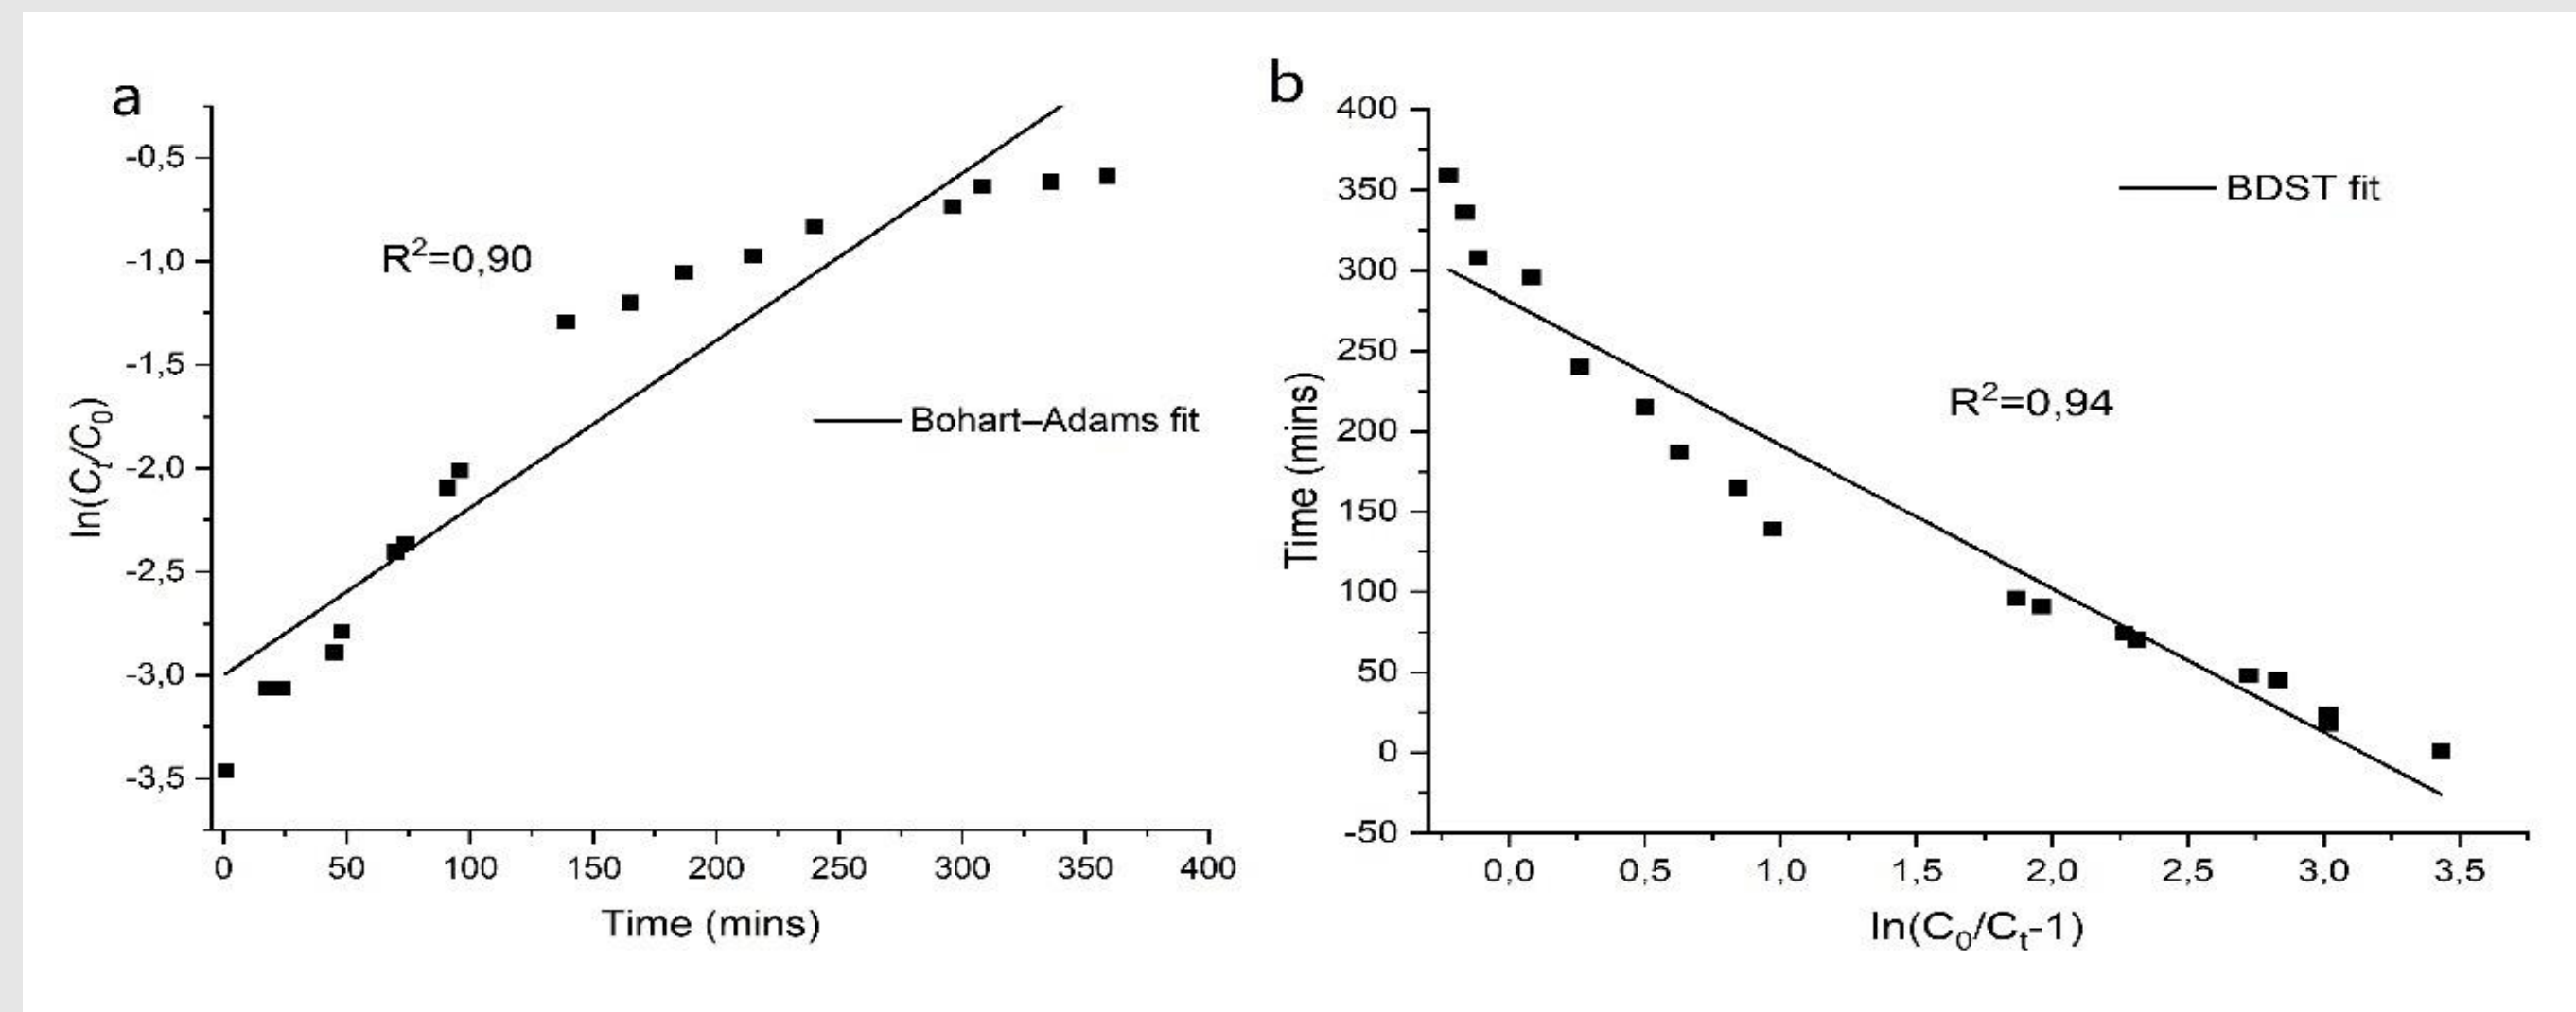 a
-0,5
-1,0
-1,5
-2,0
-2,5
-3,0
-3,5
ln(Ct/C0)
R2=0,90
Bohart–Adams fit
0 50 100 150 200 250 300 350 400
Time (mins)
b
400
350
300
250
200
150
100
50
0
-50
Time (mins)
BDST fit
R2=0,94
0,0 0,5 1,0 1,5 2,0 2,5 3,0 3,5
ln(C0/Ct-1)